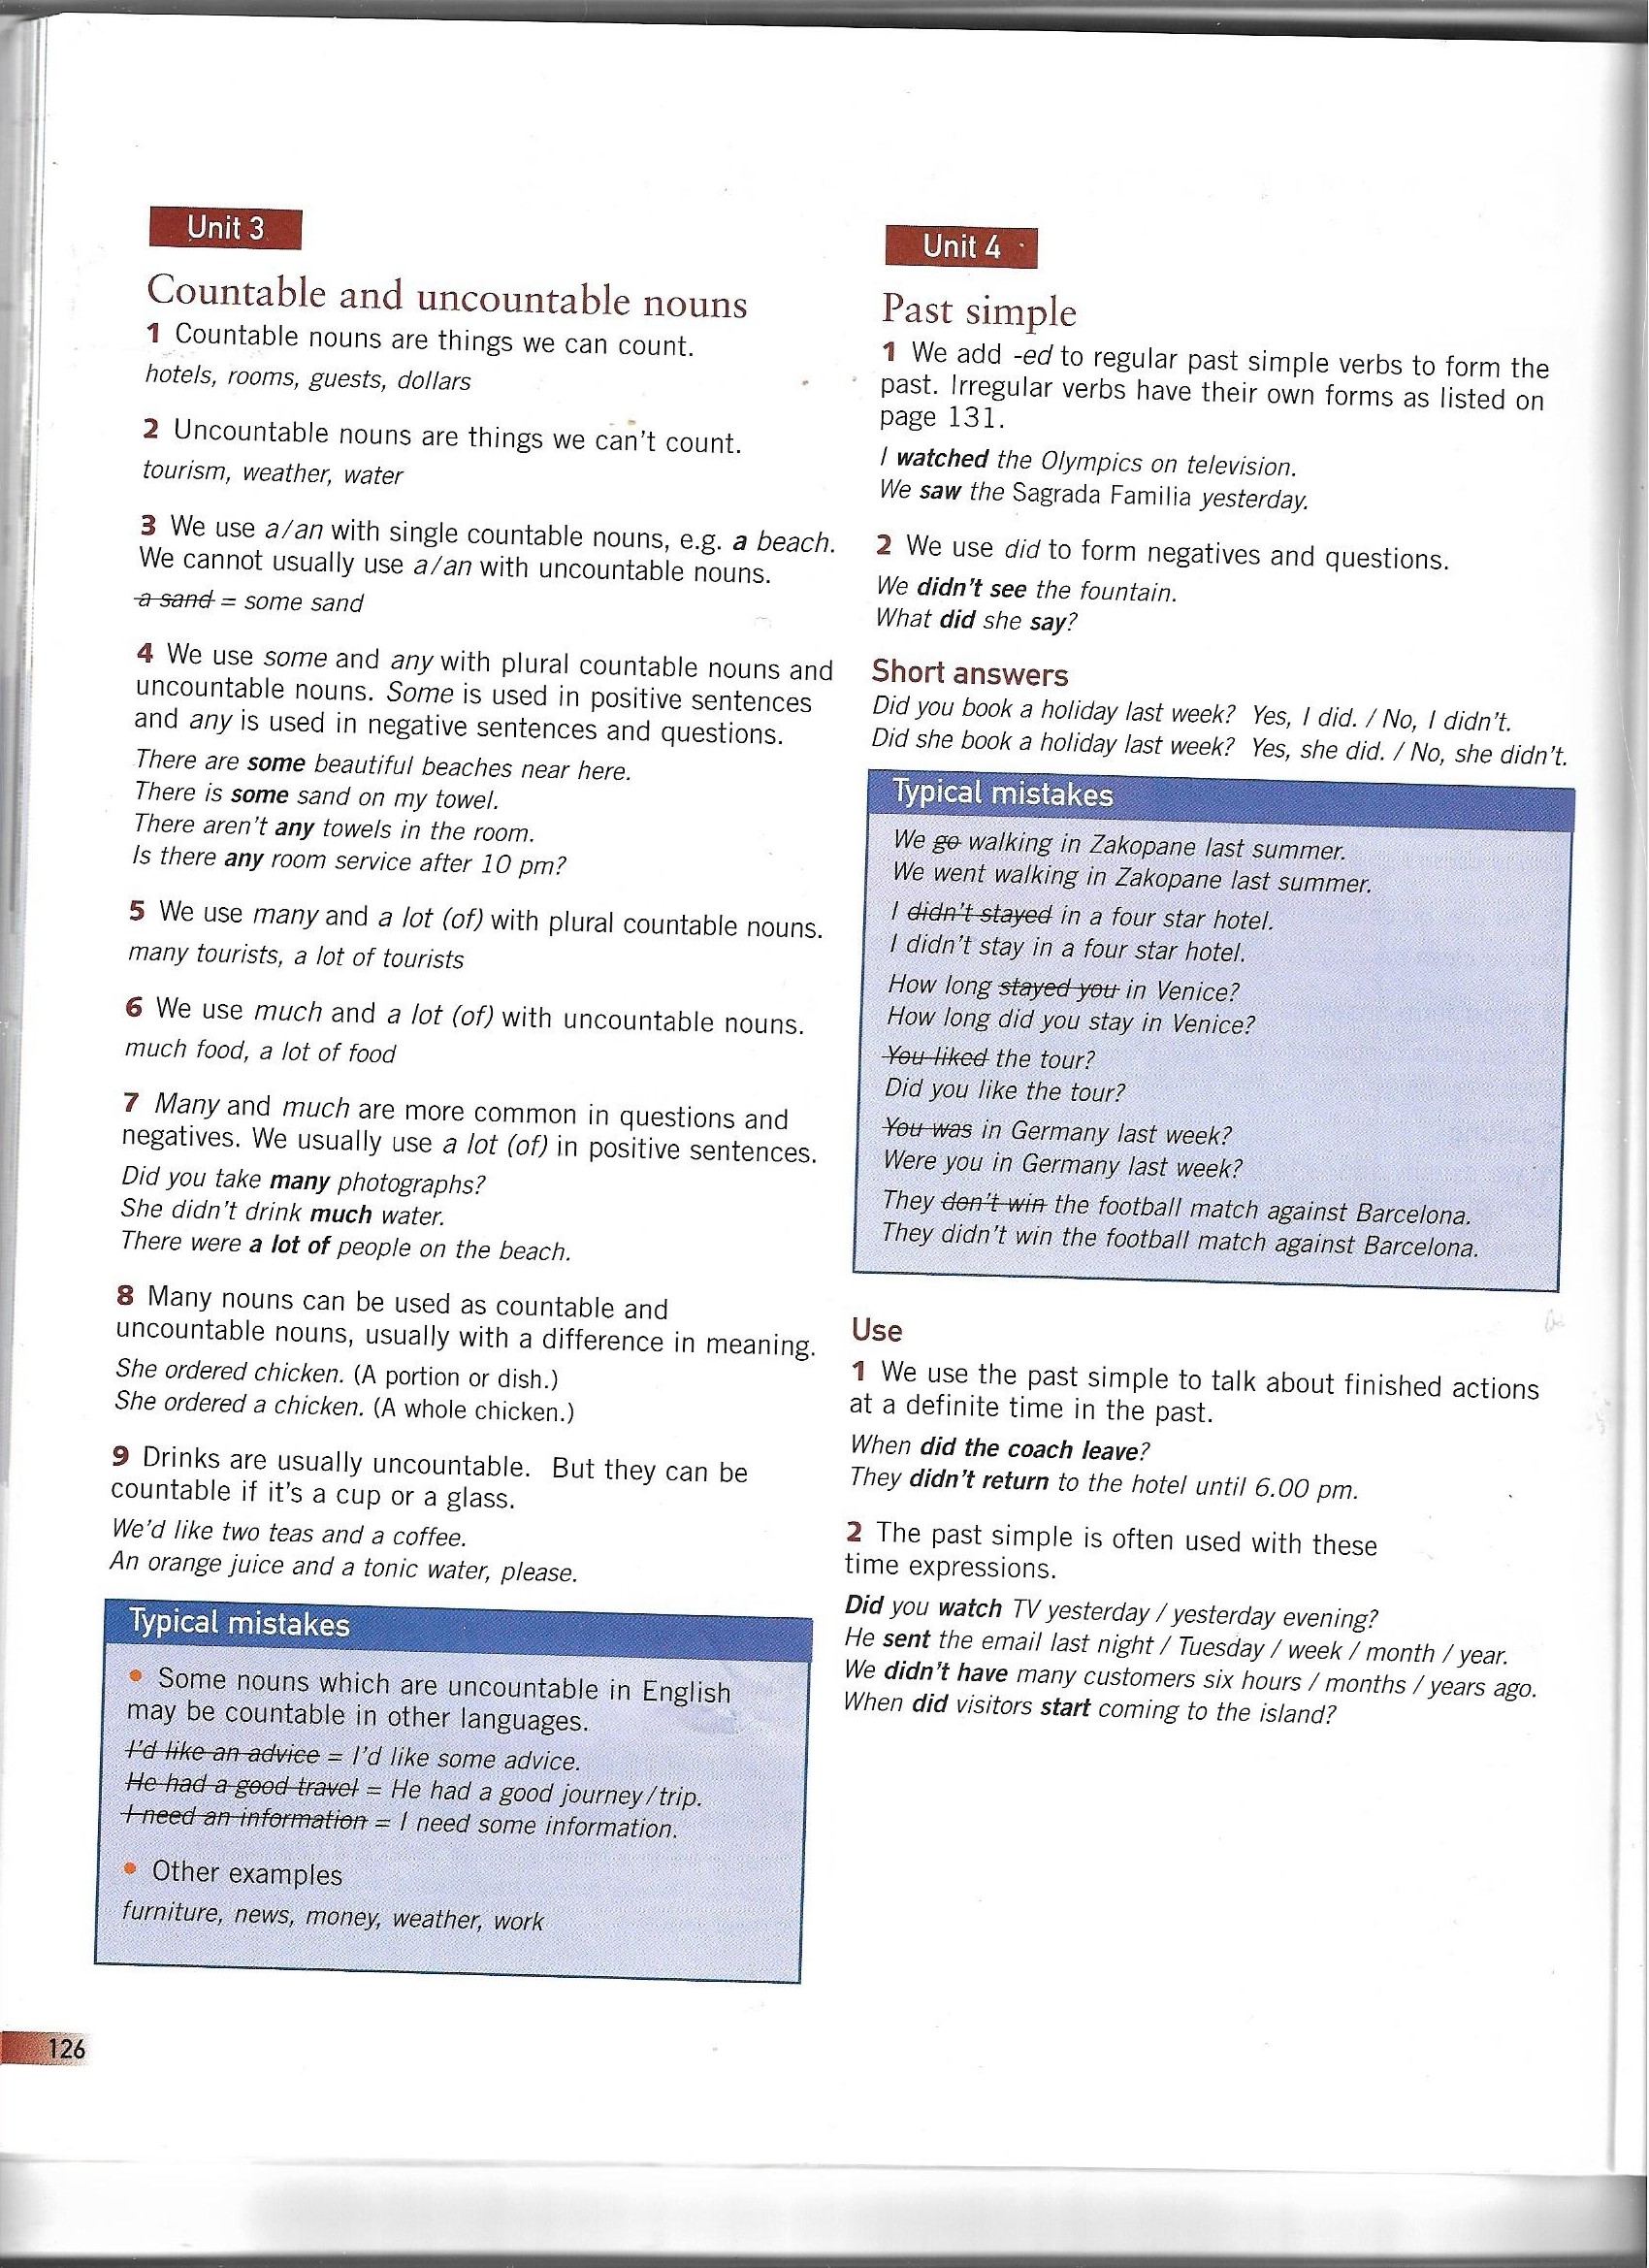 Unit 3
Countable and uncountable nouns
1 Countable nouns are things we can count.
hotels, rooms, guests, dollars
2 Uncountable nouns are things we can't count.
tourism, weather, water
3 We use a/an with single countable nouns, e.g. a beach.
We cannot usually use a/an with uncountable nouns.
a sand = some sand
4 We use some and any with plural countable nouns and
uncountable nouns. Some is used in positive sentences
and any is used in negative sentences and questions.
There are some beautiful beaches near here.
There is some sand on my towel.
There aren't any towels in the room.
Is there any room service after 10 pm?
5 We use many and a lot (of) with plural countable nouns.
many tourists, a lot of tourists
6 We use much and a lot (of) with uncountable nouns.
much food, a lot of food
7 Many and much are more common in questions and
negatives. We usually use a lot (of) in positive sentences.
Did you take many photographs?
She didn't drink much water.
There were a lot of people on the beach.
8 Many nouns can be used as countable and
uncountable nouns, usually with a difference in meaning.
She ordered chicken. (A portion or dish.)
She ordered a chicken. (A whole chicken.)
9 Drinks are usually uncountable. But they can be
countable if it's a cup or a glass.
We'd like two teas and a coffee.
An orange juice and a tonic water, please.
Typical mistakes
• Some nouns which are uncountable in English
may be countable in other languages.
I'd like an advice = I'd like some advice.
He had a good travel = He had a good journey/trip.
I need an information = I need some information.
• Other examples
furniture, news, money, weather, work
126
Unit 4
Past simple
1 We add -ed to regular past simple verbs to form the
past. Irregular verbs have their own forms as listed on
page 131.
I watched the Olympics on television.
We saw the Sagrada Familia yesterday.
2 We use did to form negatives and questions.
We didn't see the fountain.
What did she say?
Short answers
Did you book a holiday last week? Yes, I did. / No, I didn't.
Did she book a holiday last week? Yes, she did. / No, she didn't.
Typical mistakes
We go walking in Zakopane last summer.
We went walking in Zakopane last summer.
I didn't stayed in a four star hotel.
I didn't stay in a four star hotel.
How long stayed you in Venice?
How long did you stay in Venice?
You liked the tour?
Did you like the tour?
You was in Germany last week?
Were you in Germany last week?
They don't win the football match against Barcelona.
They didn't win the football match against Barcelona.
Use
1 We use the past simple to talk about finished actions
at a definite time in the past.
When did the coach leave?
They didn't return to the hotel until 6.00 pm.
2 The past simple is often used with these
time expressions.
Did you watch TV yesterday / yesterday evening?
He sent the email last night / Tuesday / week / month / year.
We didn't have many customers six hours / months / years ago.
When did visitors start coming to the island?